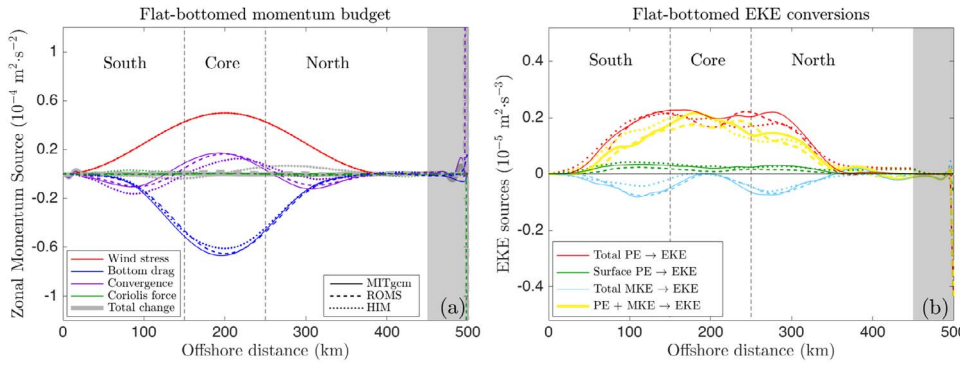 Flat-bottomed momentum budget
Zonal Momentum Source (10⁻⁴ m²·s⁻²)
1
0.6
0.2
-0.2
-0.6
-1
South
Core
North
Wind stress
Bottom drag
Convergence
Coriolis force
Total change
MITgcm
ROMS
HIM
(a)
0 100 200 300 400 500
Offshore distance (km)
Flat-bottomed EKE conversions
EKE sources (10⁻⁵ m²·s⁻³)
0.4
0.2
0
-0.2
-0.4
South
Core
North
Total PE → EKE
Surface PE → EKE
Total MKE → EKE
PE + MKE → EKE
(b)
0 100 200 300 400 500
Offshore distance (km)